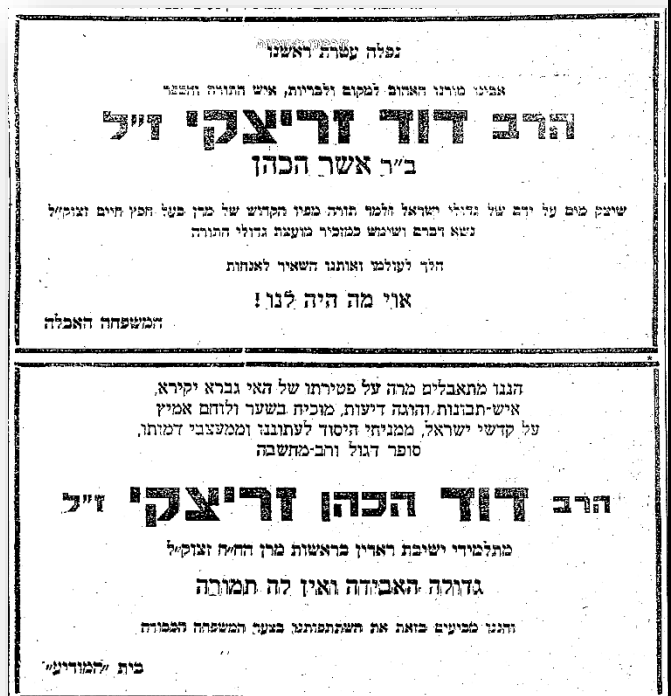 נפלה עטרת ראשנו
אבינו מורנו האהוב למקום ולבריות, איש התורה והספר
הרב דוד זריצקי ז״ל
ב״ר אשר הכהן
שיצק מים על ידם של גדולי ישראל ולמד תורה מפיו הקדוש של מרן בעל חפץ חיים זצוק״ל
נשא דברם ושימש כמזכיר מועצת גדולי התורה
הלך לעולמו ואותנו השאיר לאנחות
אוי מה היה לנו!
המשפחה האבלה
הננו מתאבלים מרה על פטירתו של האי גברא יקירא,
איש-תבונות והוגה דיעות, מוכיח בשער ולוחם אמיץ
על קדשי ישראל, ממניחי היסוד לעתוננו וממעצבי דמותו,
סופר דגול ורב-מחשבה
הרב דוד הכהן זריצקי ז״ל
מתלמידי ישיבת ראדין בראשות מרן הח״ח זצוק״ל
גדולה האבידה ואין לה תמורה
והננו מביעים בזאת את השתתפותנו בצער המשפחה הכבודה
בית ״המודיע״